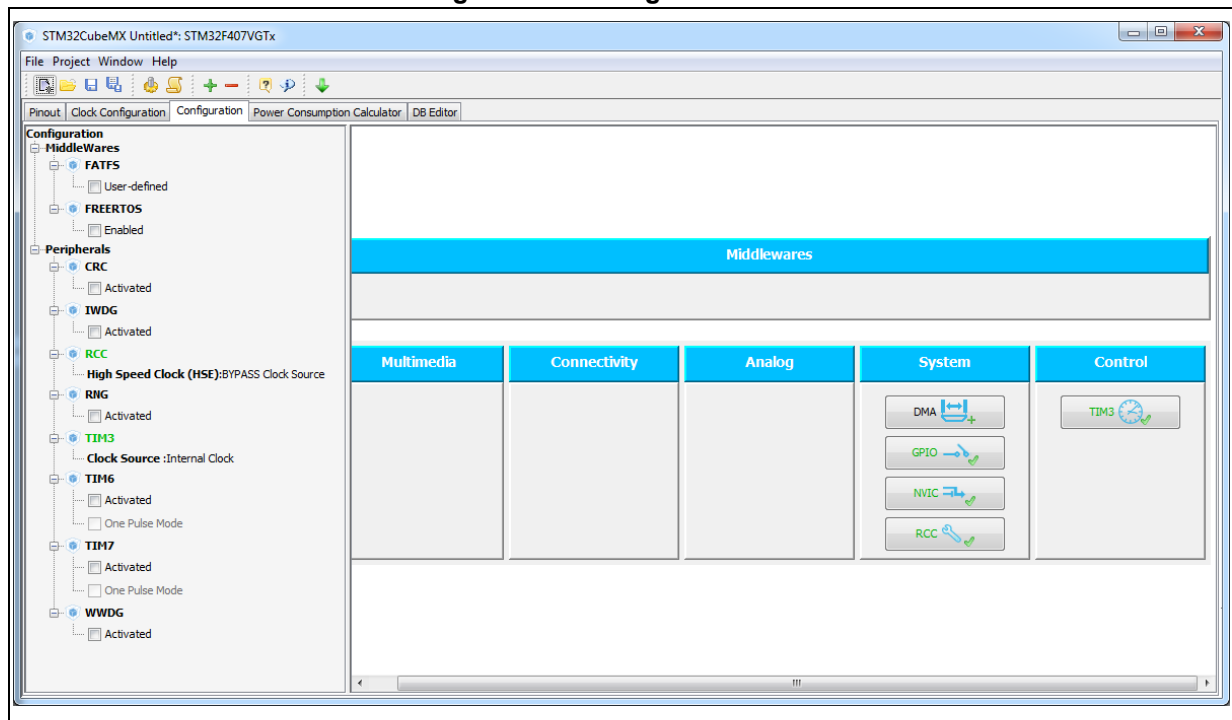 STM32CubeMX Untitled*: STM32F407VGTx
File Project Window Help
Pinout Clock Configuration Configuration Power Consumption Calculator DB Editor
Configuration
MiddleWares
FATFS
User-defined
FREERTOS
Enabled
Peripherals
CRC
Activated
IWDG
Activated
RCC
High Speed Clock (HSE):BYPASS Clock Source
RNG
Activated
TIM3
Clock Source :Internal Clock
TIM6
Activated
One Pulse Mode
TIM7
Activated
One Pulse Mode
WWDG
Activated
Middlewares
Multimedia Connectivity Analog System Control
DMA TIM3
GPIO
NVIC
RCC